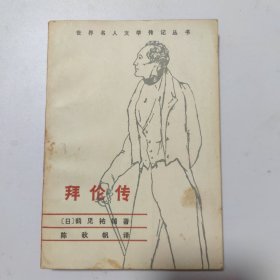 世界名人文学传记丛书
拜伦传
〔日〕鹤见祐辅著
陈秋帆译